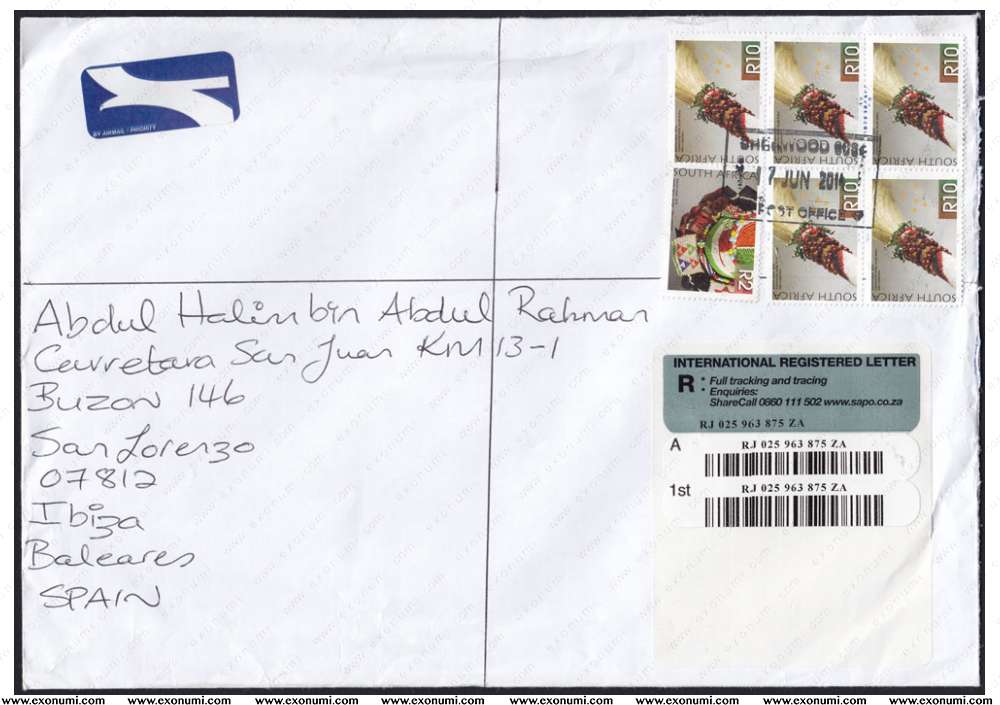 BY AIRMAIL · PRIORITY
R10
R10
R10
SOUTH AFRICA
SOUTH AFRICA
SOUTH AFRICA
SHERWOOD
17 JUN 2014
POST OFFICE
SOUTH AFRICA
R2
R10
R10
SOUTH AFRICA
SOUTH AFRICA
Abdul Halim bin Abdul Rahman
Carretara San Juan KM 13-1
Buzon 146
San Lorenzo
07812
Ibiza
Baleares
SPAIN
INTERNATIONAL REGISTERED LETTER
R * Full tracking and tracing
* Enquiries:
ShareCall 0860 111 502 www.sapo.co.za
RJ 025 963 875 ZA
A RJ 025 963 875 ZA
1st RJ 025 963 875 ZA
www.exonumi.com www.exonumi.com www.exonumi.com www.exonumi.com www.exonumi.com www.exonumi.com www.exonumi.com www.exonumi.com